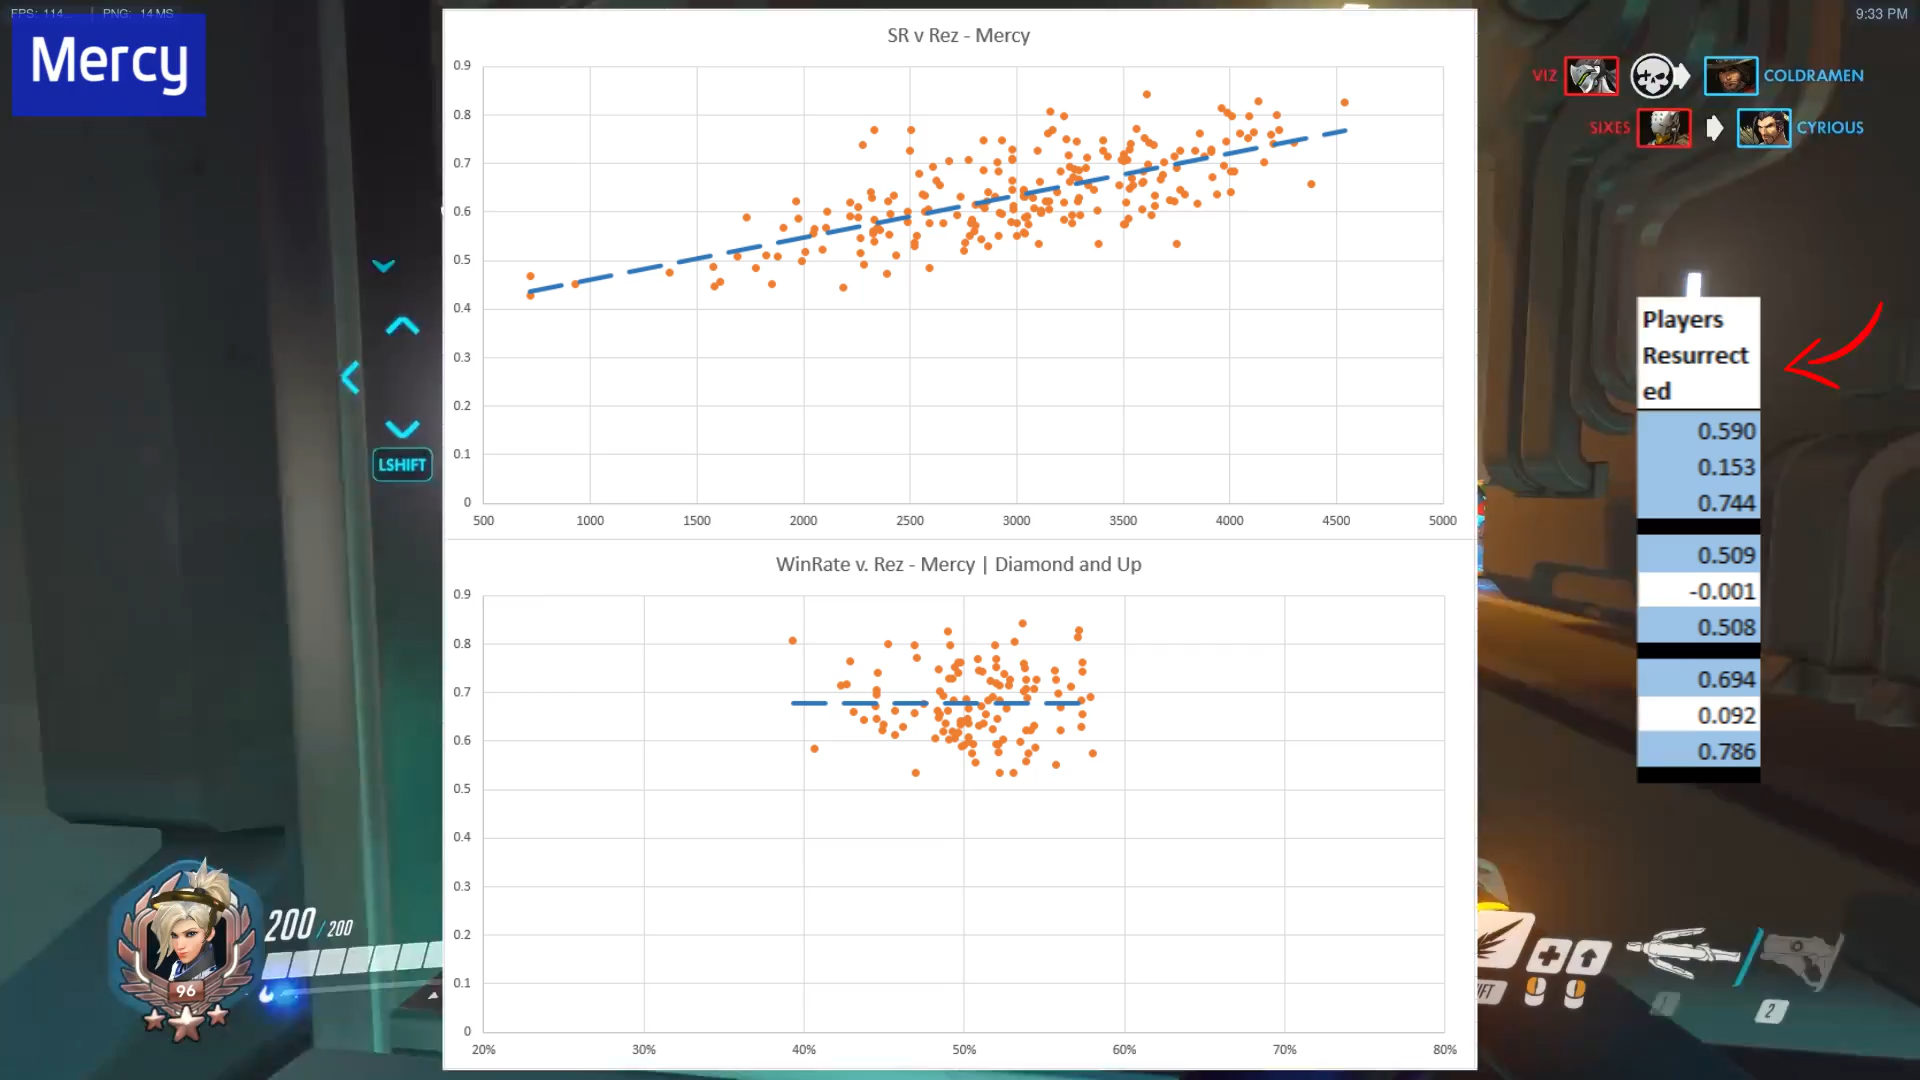 FPS: 114... | PNG: 14 MS
9:33 PM
Mercy
SR v Rez - Mercy
0.9
0.8
0.7
0.6
0.5
0.4
0.3
0.2
0.1
0
500 1000 1500 2000 2500 3000 3500 4000 4500 5000
WinRate v. Rez - Mercy | Diamond and Up
0.9
0.8
0.7
0.6
0.5
0.4
0.3
0.2
0.1
0
20% 30% 40% 50% 60% 70% 80%
VIZ COLDRAMEN
SIXES CYRIOUS
Players
Resurrect
ed
0.590
0.153
0.744
0.509
-0.001
0.508
0.694
0.092
0.786
LSHIFT
200/200
96
1
2